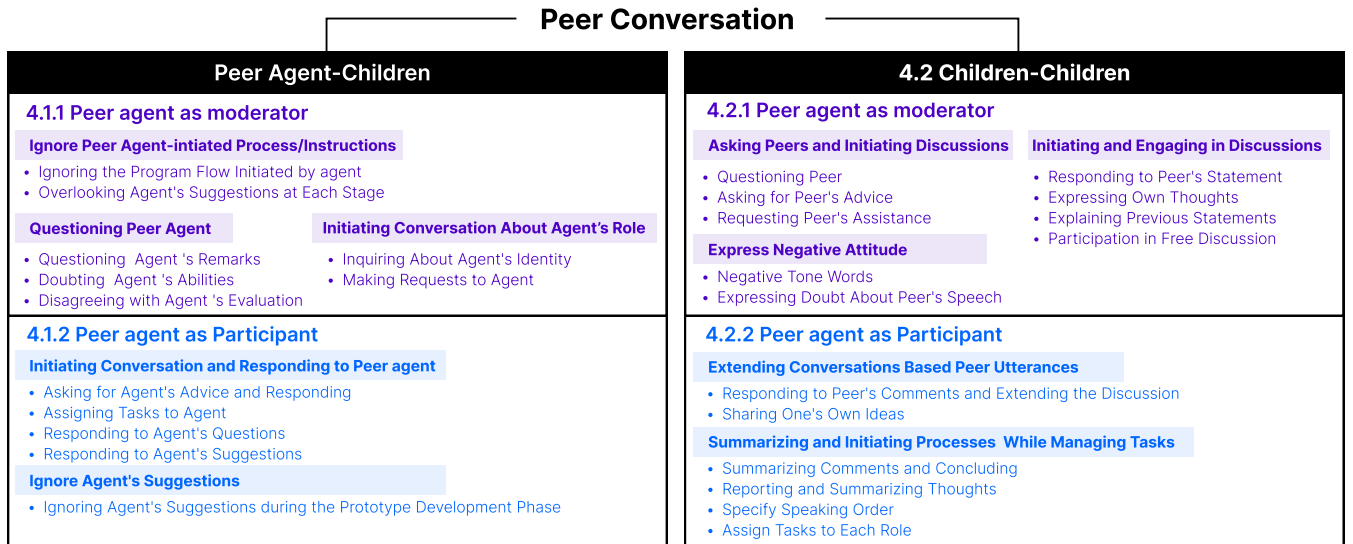 Peer Conversation
Peer Agent-Children
4.1.1 Peer agent as moderator
Ignore Peer Agent-intiated Process/Instructions
• Ignoring the Program Flow Initiated by agent
• Overlooking Agent's Suggestions at Each Stage
Questioning Peer Agent
• Questioning Agent 's Remarks
• Doubting Agent 's Abilities
• Disagreeing with Agent 's Evaluation
Initiating Conversation About Agent’s Role
• Inquiring About Agent's Identity
• Making Requests to Agent
4.1.2 Peer agent as Participant
Initiating Conversation and Responding to Peer agent
• Asking for Agent's Advice and Responding
• Assigning Tasks to Agent
• Responding to Agent's Questions
• Responding to Agent's Suggestions
Ignore Agent's Suggestions
• Ignoring Agent's Suggestions during the Prototype Development Phase
4.2 Children-Children
4.2.1 Peer agent as moderator
Asking Peers and Initiating Discussions
• Questioning Peer
• Asking for Peer's Advice
• Requesting Peer's Assistance
Express Negative Attitude
• Negative Tone Words
• Expressing Doubt About Peer's Speech
Initiating and Engaging in Discussions
• Responding to Peer's Statement
• Expressing Own Thoughts
• Explaining Previous Statements
• Participation in Free Discussion
4.2.2 Peer agent as Participant
Extending Conversations Based Peer Utterances
• Responding to Peer's Comments and Extending the Discussion
• Sharing One's Own Ideas
Summarizing and Initiating Processes While Managing Tasks
• Summarizing Comments and Concluding
• Reporting and Summarizing Thoughts
• Specify Speaking Order
• Assign Tasks to Each Role